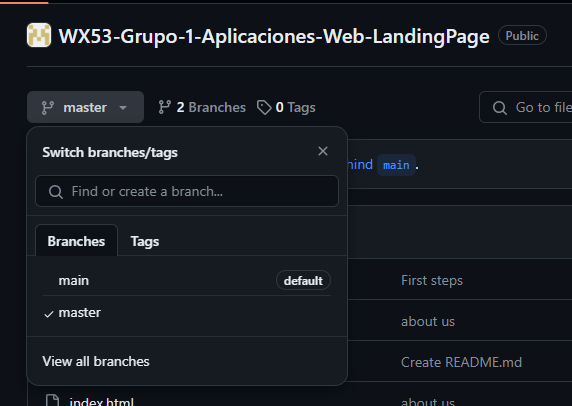 WX53-Grupo-1-Aplicaciones-Web-LandingPage Public
master 2 Branches 0 Tags Go to file
Switch branches/tags
hind main.
Find or create a branch...
Branches Tags
main default
First steps
master
about us
View all branches
Create README.md
index.html about us